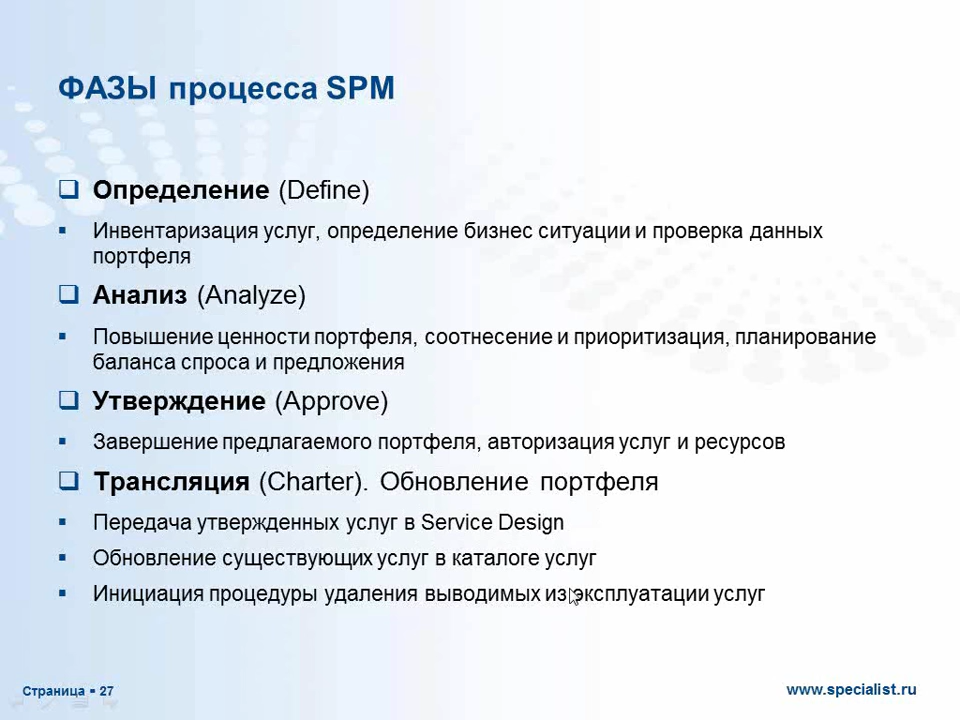 ФАЗЫ процесса SPM
Определение (Define)
Инвентаризация услуг, определение бизнес ситуации и проверка данных
портфеля
Анализ (Analyze)
Повышение ценности портфеля, соотнесение и приоритизация, планирование
баланса спроса и предложения
Утверждение (Approve)
Завершение предлагаемого портфеля, авторизация услуг и ресурсов
Трансляция (Charter). Обновление портфеля
Передача утвержденных услуг в Service Design
Обновление существующих услуг в каталоге услуг
Инициация процедуры удаления выводимых из эксплуатации услуг
Страница ▪ 27
www.specialist.ru